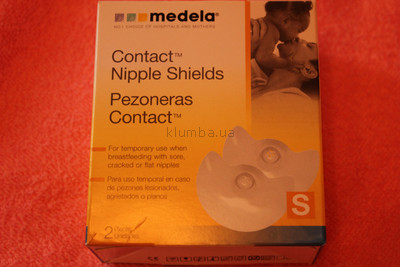 medela
Contact™
Nipple Shields
Pezoneras
Contact™
klumba.ua
For temporary use when
breastfeeding with sore,
cracked or flat nipples
Para uso temporal en caso
de pezones lesionados,
agrietados o planos
S
2